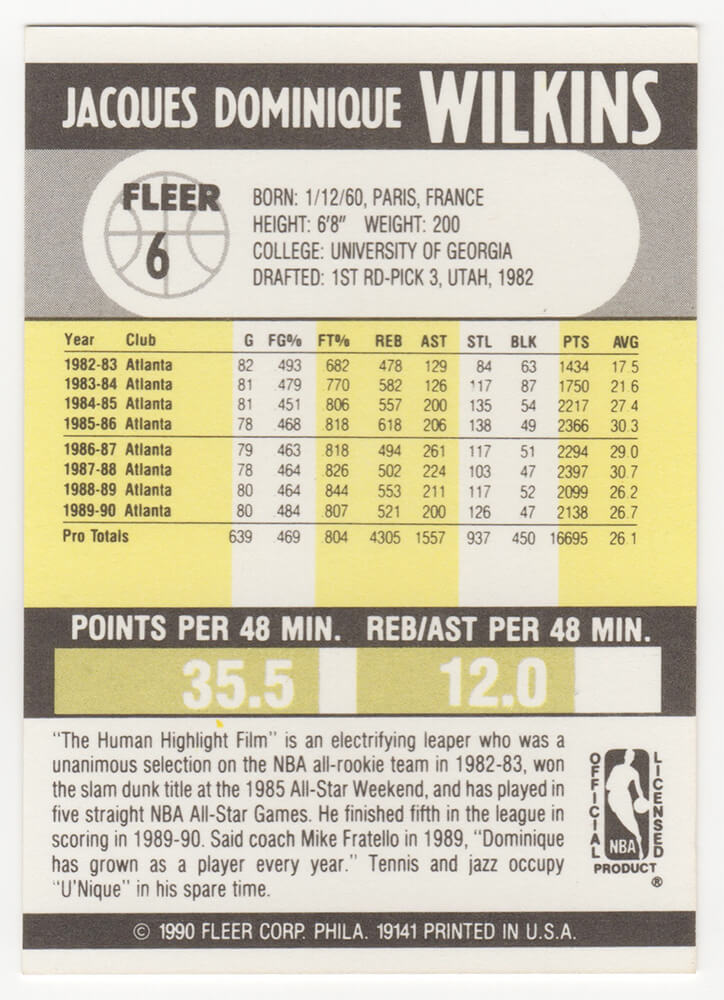 JACQUES DOMINIQUE WILKINS
FLEER
6
BORN: 1/12/60, PARIS, FRANCE
HEIGHT: 6'8" WEIGHT: 200
COLLEGE: UNIVERSITY OF GEORGIA
DRAFTED: 1ST RD-PICK 3, UTAH, 1982
Year Club G FG% FT% REB AST STL BLK PTS AVG
1982-83 Atlanta 82 .493 .682 478 129 84 63 1434 17.5
1983-84 Atlanta 81 .479 .770 582 126 117 87 1750 21.6
1984-85 Atlanta 81 .451 .806 557 200 135 54 2217 27.4
1985-86 Atlanta 78 .468 .818 618 206 138 49 2366 30.3
1986-87 Atlanta 79 .463 .818 494 261 117 51 2294 29.0
1987-88 Atlanta 78 .464 .826 502 224 103 47 2397 30.7
1988-89 Atlanta 80 .464 .844 553 211 117 52 2099 26.2
1989-90 Atlanta 80 .484 .807 521 200 126 47 2138 26.7
Pro Totals 639 .469 .804 4305 1557 937 450 16695 26.1
POINTS PER 48 MIN. REB/AST PER 48 MIN.
35.5 12.0
"The Human Highlight Film" is an electrifying leaper who was a
unanimous selection on the NBA all-rookie team in 1982-83, won
the slam dunk title at the 1985 All-Star Weekend, and has played in
five straight NBA All-Star Games. He finished fifth in the league in
scoring in 1989-90. Said coach Mike Fratello in 1989, "Dominique
has grown as a player every year." Tennis and jazz occupy
"U'Nique" in his spare time.
OFFICIAL
LICENSED
NBA
PRODUCT
®
© 1990 FLEER CORP. PHILA. 19141 PRINTED IN U.S.A.